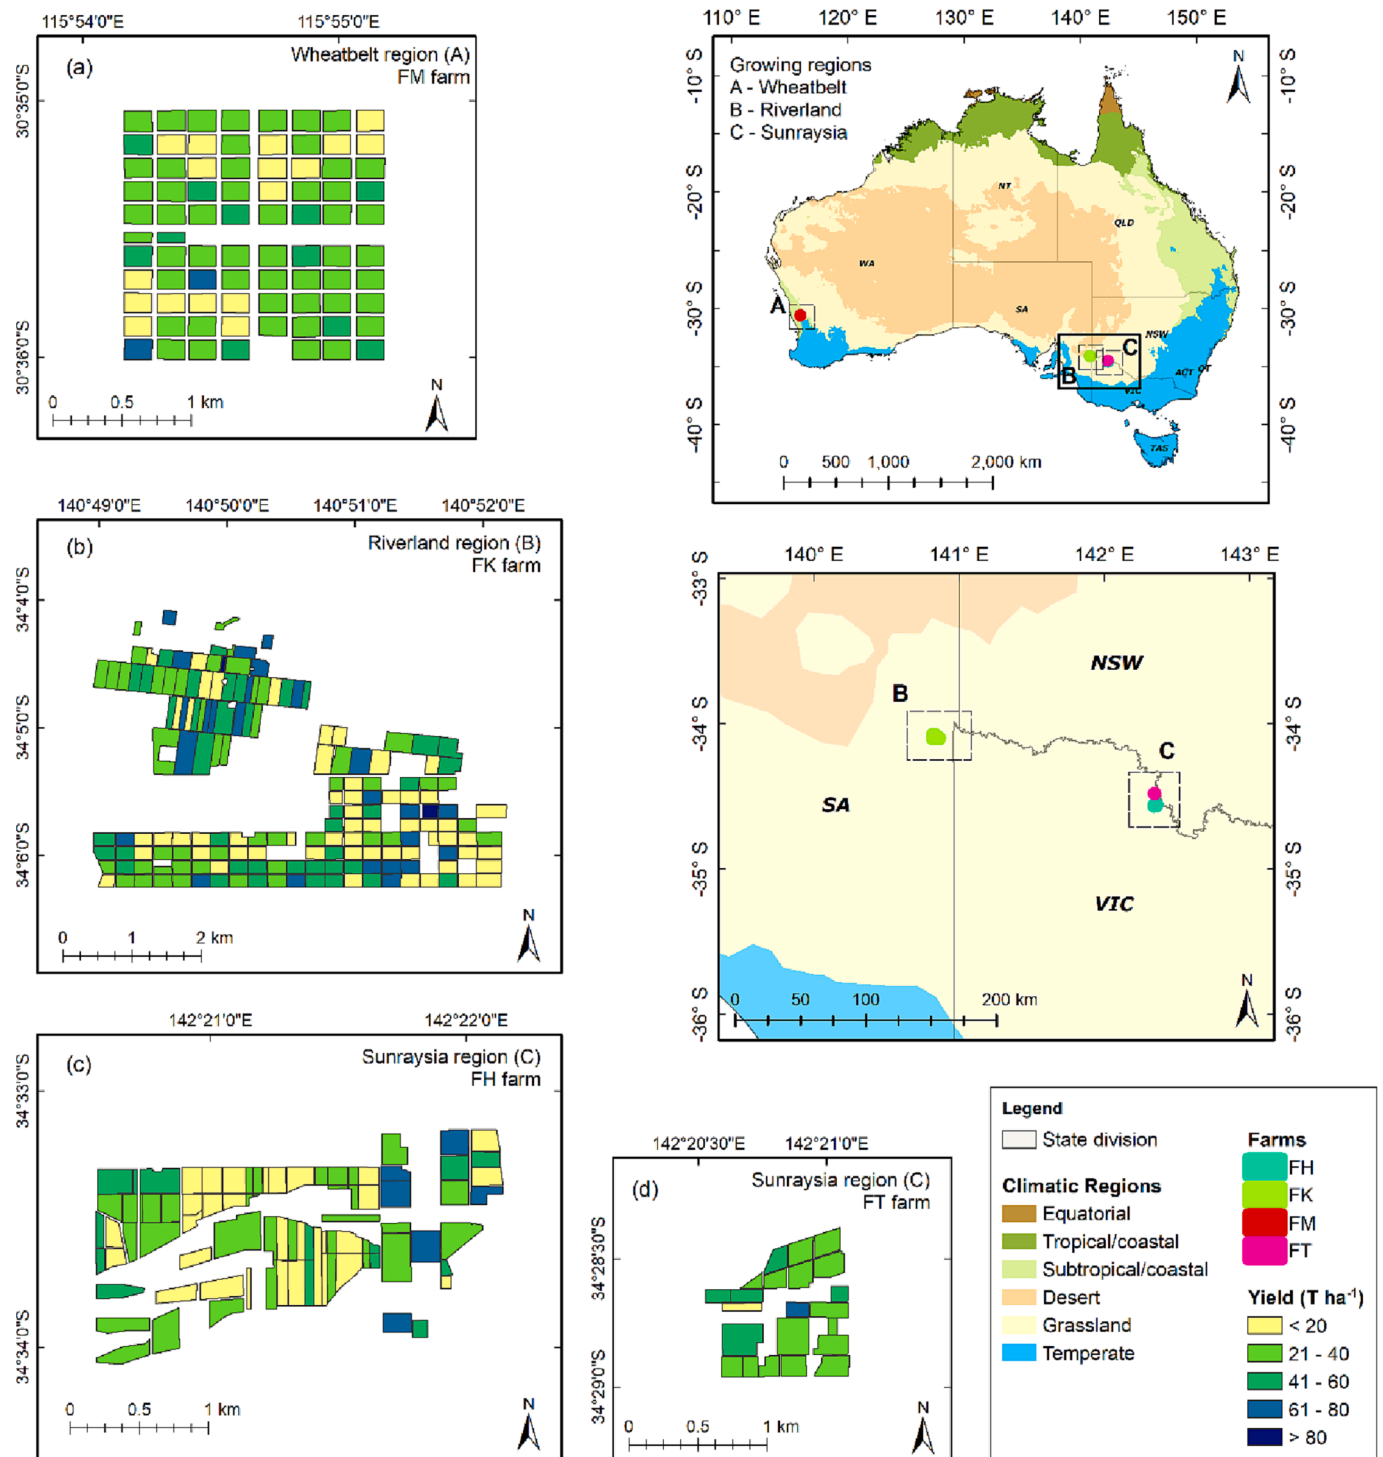 115°54'0"E 115°55'0"E
30°35'0"S
30°36'0"S
(a)
Wheatbelt region (A)
FM farm
0 0.5 1 km
N
110° E 120° E 130° E 140° E 150° E
-10° S
-20° S
-30° S
-40° S
Growing regions
A - Wheatbelt
B - Riverland
C - Sunraysia
N
NT
QLD
WA
SA
NSW
ACT
VIC
TAS
A
B
C
0 500 1,000 2,000 km
140°49'0"E 140°50'0"E 140°51'0"E 140°52'0"E
34°4'0"S
34°5'0"S
34°6'0"S
(b)
Riverland region (B)
FK farm
0 1 2 km
N
140° E 141° E 142° E 143° E
-33° S
-34° S
-35° S
-36° S
NSW
B
C
SA
VIC
0 50 100 200 km
N
142°21'0"E 142°22'0"E
34°33'0"S
34°34'0"S
(c)
Sunraysia region (C)
FH farm
0 0.5 1 km
N
142°20'30"E 142°21'0"E
34°28'30"S
34°29'0"S
(d)
Sunraysia region (C)
FT farm
0 0.5 1 km
N
Legend
State division
Climatic Regions
Equatorial
Tropical/coastal
Subtropical/coastal
Desert
Grassland
Temperate
Farms
FH
FK
FM
FT
Yield (T ha⁻¹)
< 20
21 - 40
41 - 60
61 - 80
> 80